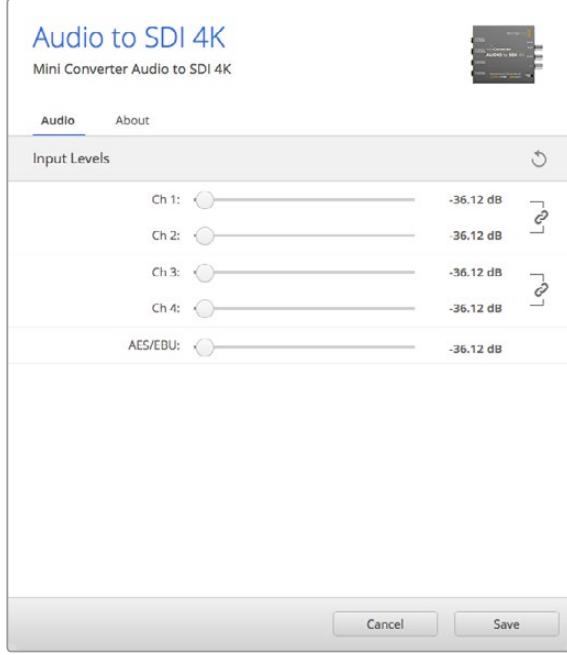 Audio to SDI 4K
Mini Converter Audio to SDI 4K
Audio About
Input Levels
Ch 1: -36.12 dB
Ch 2: -36.12 dB
Ch 3: -36.12 dB
Ch 4: -36.12 dB
AES/EBU: -36.12 dB
Cancel Save